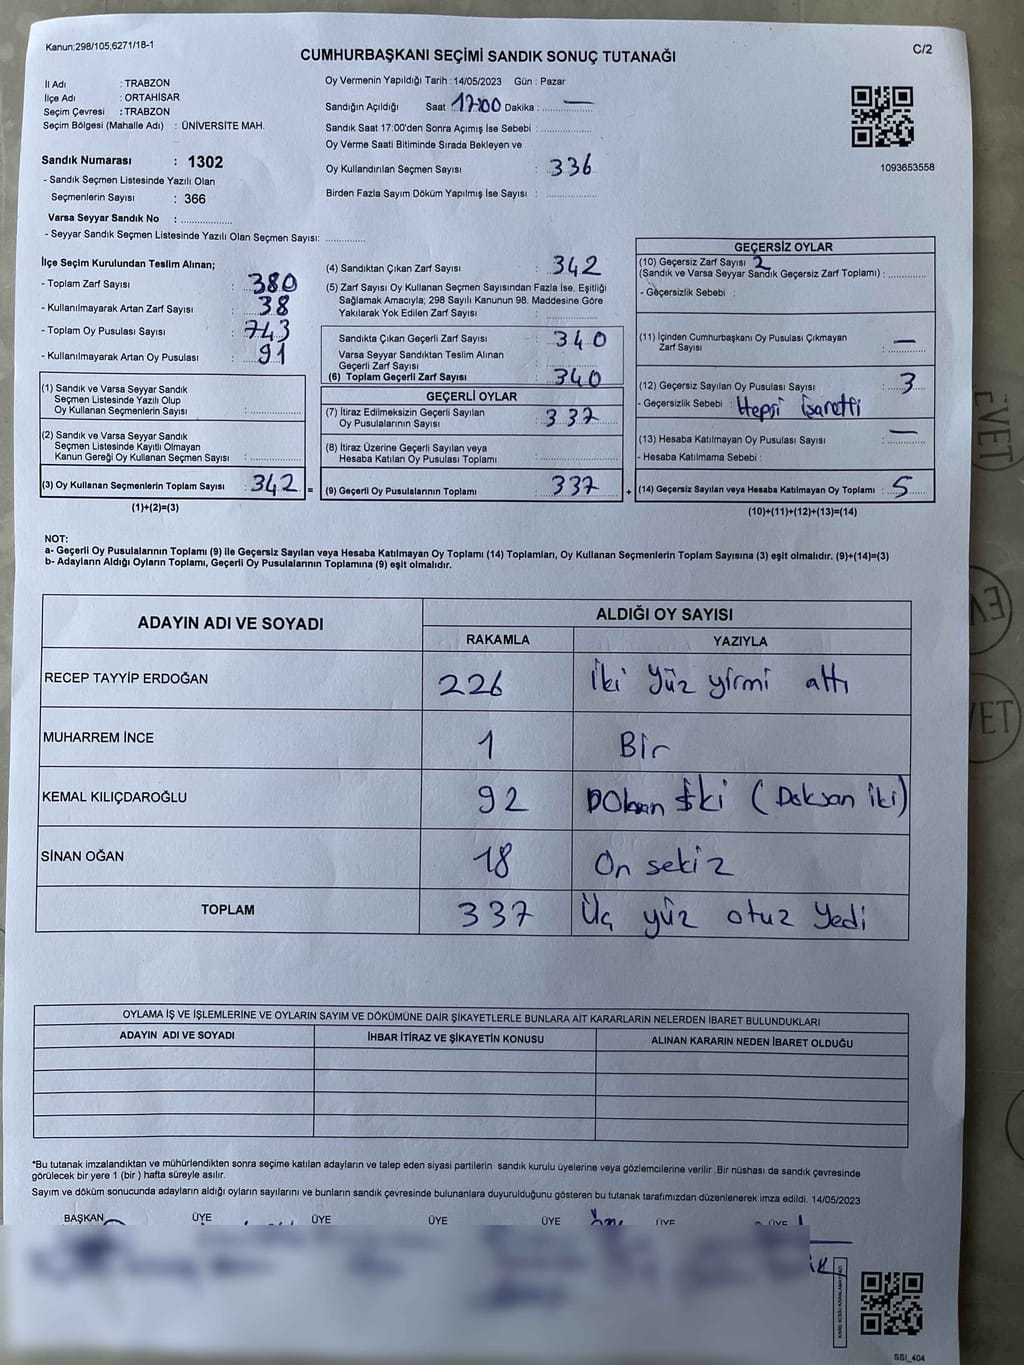 Kanun;298/105;6271/18-1
C/2
CUMHURBAŞKANI SEÇİMİ SANDIK SONUÇ TUTANAĞI
İl Adı : TRABZON
İlçe Adı : ORTAHİSAR
Seçim Çevresi : TRABZON
Seçim Bölgesi (Mahalle Adı) : ÜNİVERSİTE MAH.
Sandık Numarası : 1302
- Sandık Seçmen Listesinde Yazılı Olan
Seçmenlerin Sayısı : 366
Varsa Seyyar Sandık No : ....................
- Seyyar Sandık Seçmen Listesinde Yazılı Olan Seçmen Sayısı: ................
Oy Vermenin Yapıldığı Tarih : 14/05/2023 Gün : Pazar
Sandığın Açıldığı Saat 17:00 Dakika : —
Sandık Saat 17:00'den Sonra Açımış İse Sebebi : ....................
Oy Verme Saati Bitiminde Sırada Bekleyen ve
Oy Kullandırılan Seçmen Sayısı : 336
Birden Fazla Sayım Döküm Yapılmış İse Sayısı : ....................
1093653558
İlçe Seçim Kurulundan Teslim Alınan;
- Toplam Zarf Sayısı : 380
- Kullanılmayarak Artan Zarf Sayısı : 38
- Toplam Oy Pusulası Sayısı : 743
- Kullanılmayarak Artan Oy Pusulası : 91
(1) Sandık ve Varsa Seyyar Sandık
Seçmen Listesinde Yazılı Olup
Oy Kullanan Seçmenlerin Sayısı : ....................
(2) Sandık ve Varsa Seyyar Sandık
Seçmen Listesinde Kayıtlı Olmayan
Kanun Gereği Oy Kullanan Seçmen Sayısı : ....................
(3) Oy Kullanan Seçmenlerin Toplam Sayısı : 342 =
(1)+(2)=(3)
(4) Sandıktan Çıkan Zarf Sayısı : 342
(5) Zarf Sayısı Oy Kullanan Seçmen Sayısından Fazla İse, Eşitliği
Sağlamak Amacıyla; 298 Sayılı Kanunun 98. Maddesine Göre
Yakılarak Yok Edilen Zarf Sayısı : ....................
Sandıkta Çıkan Geçerli Zarf Sayısı : 340
Varsa Seyyar Sandıktan Teslim Alınan
Geçerli Zarf Sayısı : ....................
(6) Toplam Geçerli Zarf Sayısı : 340
GEÇERLİ OYLAR
(7) İtiraz Edilmeksizin Geçerli Sayılan
Oy Pusulalarının Sayısı : 337
(8) İtiraz Üzerine Geçerli Sayılan veya
Hesaba Katılan Oy Pusulası Toplamı : ....................
(9) Geçerli Oy Pusulalarının Toplamı : 337 +
GEÇERSİZ OYLAR
(10) Geçersiz Zarf Sayısı 2
(Sandık ve Varsa Seyyar Sandık Geçersiz Zarf Toplamı) : ............
- Geçersizlik Sebebi :
(11) İçinden Cumhurbaşkanı Oy Pusulası Çıkmayan
Zarf Sayısı : —
(12) Geçersiz Sayılan Oy Pusulası Sayısı : 3
- Geçersizlik Sebebi : Hepsi İşaretti
(13) Hesaba Katılmayan Oy Pusulası Sayısı : —
- Hesaba Katılmama Sebebi :
(14) Geçersiz Sayılan veya Hesaba Katılmayan Oy Toplamı : 5
(10)+(11)+(12)+(13)=(14)
NOT:
a- Geçerli Oy Pusulalarının Toplamı (9) ile Geçersiz Sayılan veya Hesaba Katılmayan Oy Toplamı (14) Toplamları, Oy Kullanan Seçmenlerin Toplam Sayısına (3) eşit olmalıdır. (9)+(14)=(3)
b- Adayların Aldığı Oyların Toplamı, Geçerli Oy Pusulalarının Toplamına (9) eşit olmalıdır.
ADAYIN ADI VE SOYADI
ALDIĞI OY SAYISI
RAKAMLA YAZIYLA
RECEP TAYYİP ERDOĞAN 226 İki yüz yirmi altı
MUHARREM İNCE 1 Bir
KEMAL KILIÇDAROĞLU 92 İki (Doksan iki)
SİNAN OĞAN 18 On sekiz
TOPLAM 337 Üç yüz otuz Yedi
OYLAMA İŞ VE İŞLEMLERİNE VE OYLARIN SAYIM VE DÖKÜMÜNE DAİR ŞİKAYETLERLE BUNLARA AİT KARARLARIN NELERDEN İBARET BULUNDUKLARI
ADAYIN ADI VE SOYADI İHBAR İTİRAZ VE ŞİKAYETİN KONUSU ALINAN KARARIN NEDEN İBARET OLDUĞU
*Bu tutanak imzalandıktan ve mühürlendikten sonra seçime katılan adayların ve talep eden siyasi partilerin sandık kurulu üyelerine veya gözlemcilerine verilir .Bir nüshası da sandık çevresinde
görülecek bir yere 1 (bir ) hafta süreyle asılır.
Sayım ve döküm sonucunda adayların aldığı oyların sayılarını ve bunların sandık çevresinde bulunanlara duyurulduğunu gösteren bu tutanak tarafımızdan düzenlenerek imza edildi. 14/05/2023
BAŞKAN ÜYE ÜYE ÜYE ÜYE ÜYE ÜYE
SSI_404
EVET
EV
VET